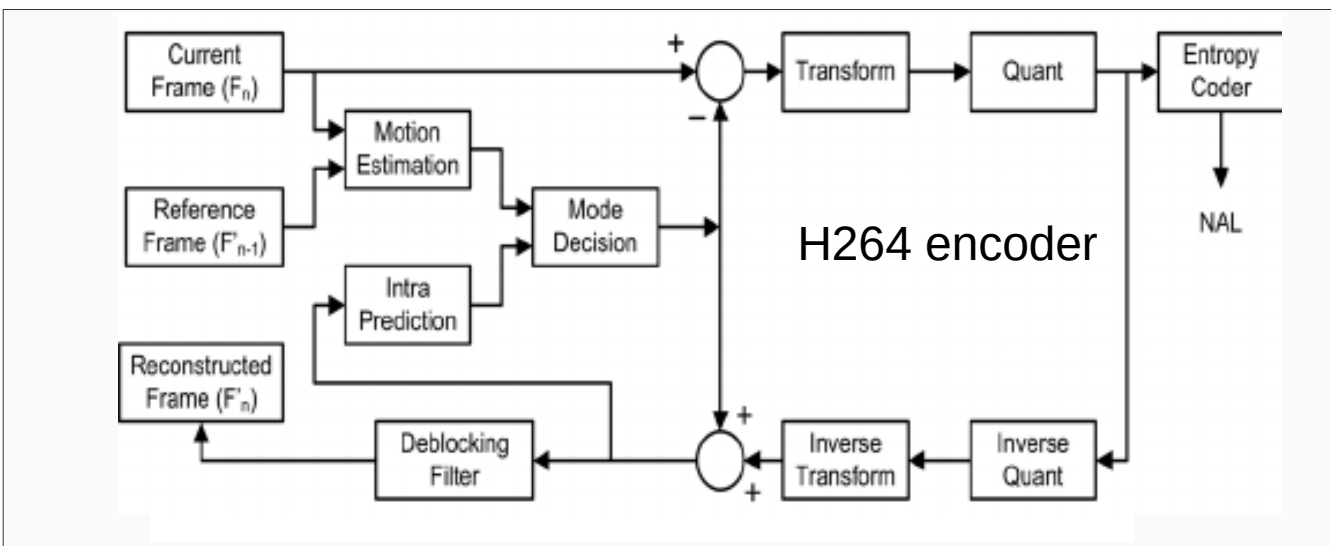 Current
Frame (Fn)
+
Transform
Quant
Entropy
Coder
–
Motion
Estimation
Reference
Frame (F'n-1)
Mode
Decision
H264 encoder
NAL
Intra
Prediction
Reconstructed
Frame (F'n)
+
Deblocking
Filter
Inverse
Transform
Inverse
Quant
+